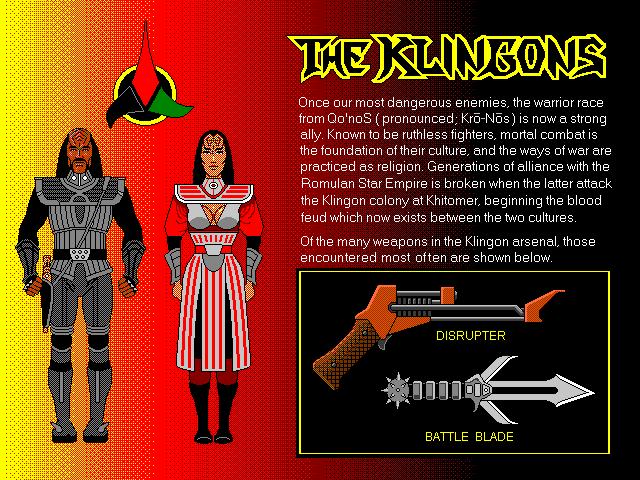 THE KLINGONS
Once our most dangerous enemies, the warrior race
from Qo'noS ( pronounced; Krō-Nōs ) is now a strong
ally. Known to be ruthless fighters, mortal combat is
the foundation of their culture, and the ways of war are
practiced as religion. Generations of alliance with the
Romulan Star Empire is broken when the latter attack
the Klingon colony at Khitomer, beginning the blood
feud which now exists between the two cultures.
Of the many weapons in the Klingon arsenal, those
encountered most often are shown below.
DISRUPTER
BATTLE BLADE